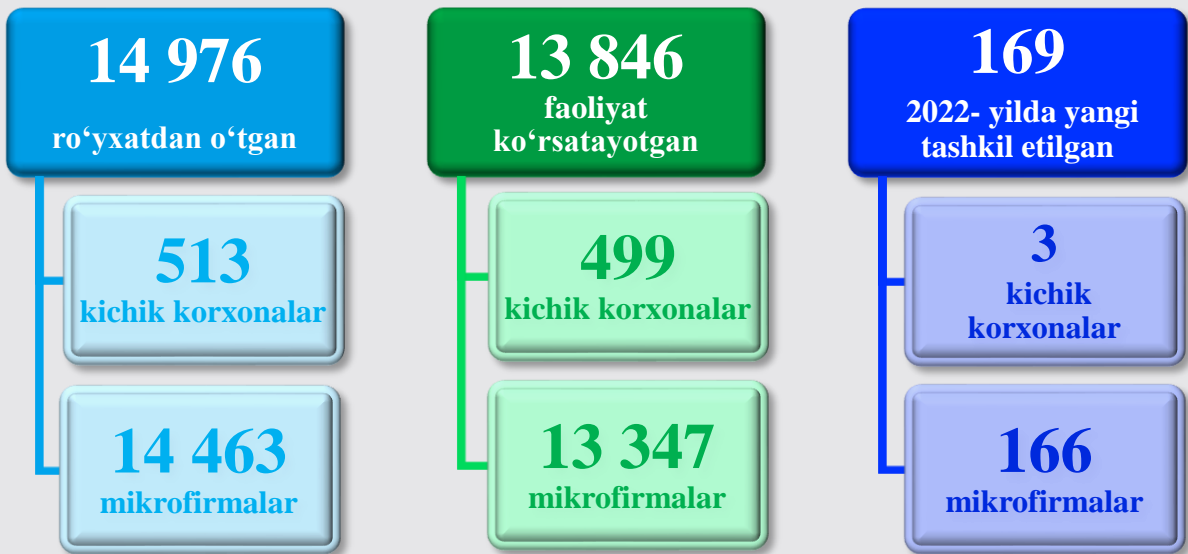 14 976
ro‘yxatdan o‘tgan
513
kichik korxonalar
14 463
mikrofirmalar
13 846
faoliyat
ko‘rsatayotgan
499
kichik korxonalar
13 347
mikrofirmalar
169
2022- yilda yangi
tashkil etilgan
3
kichik
korxonalar
166
mikrofirmalar